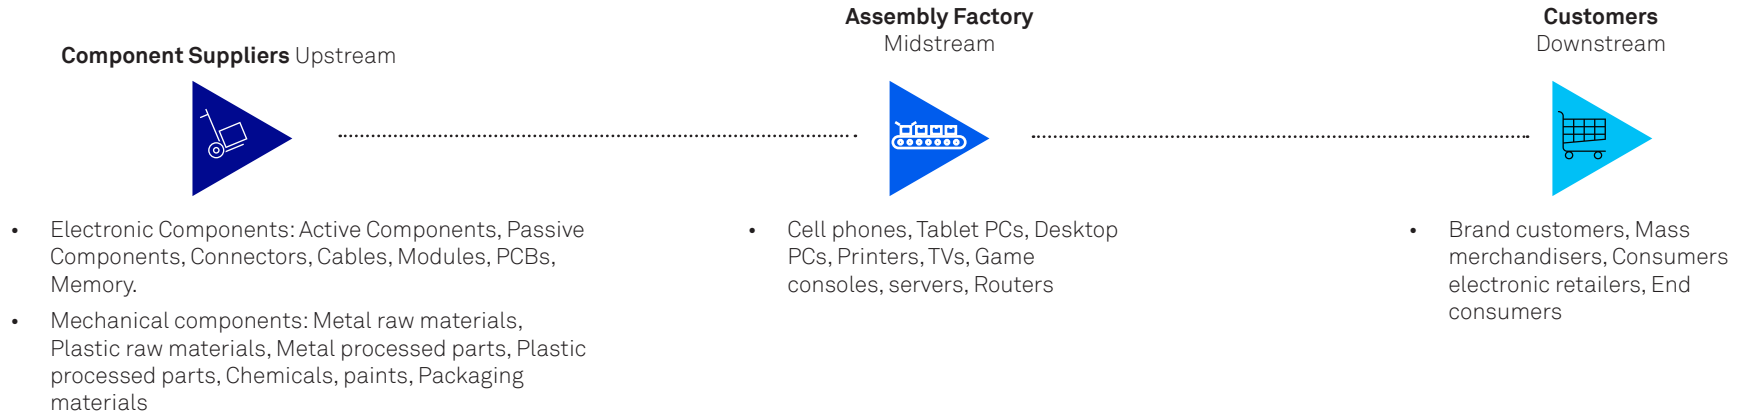 Component Suppliers Upstream
• Electronic Components: Active Components, Passive
Components, Connectors, Cables, Modules, PCBs,
Memory.
• Mechanical components: Metal raw materials,
Plastic raw materials, Metal processed parts, Plastic
processed parts, Chemicals, paints, Packaging
materials
Assembly Factory
Midstream
• Cell phones, Tablet PCs, Desktop
PCs, Printers, TVs, Game
consoles, servers, Routers
Customers
Downstream
• Brand customers, Mass
merchandisers, Consumers
electronic retailers, End
consumers